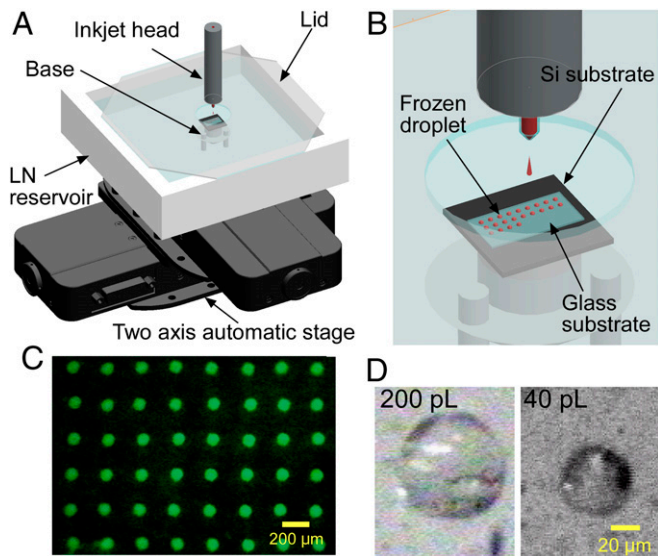 A
Inkjet head
Lid
Base
LN
reservoir
Two axis automatic stage
B
Si substrate
Frozen
droplet
Glass
substrate
C
200 µm
D
200 pL
40 pL
20 µm